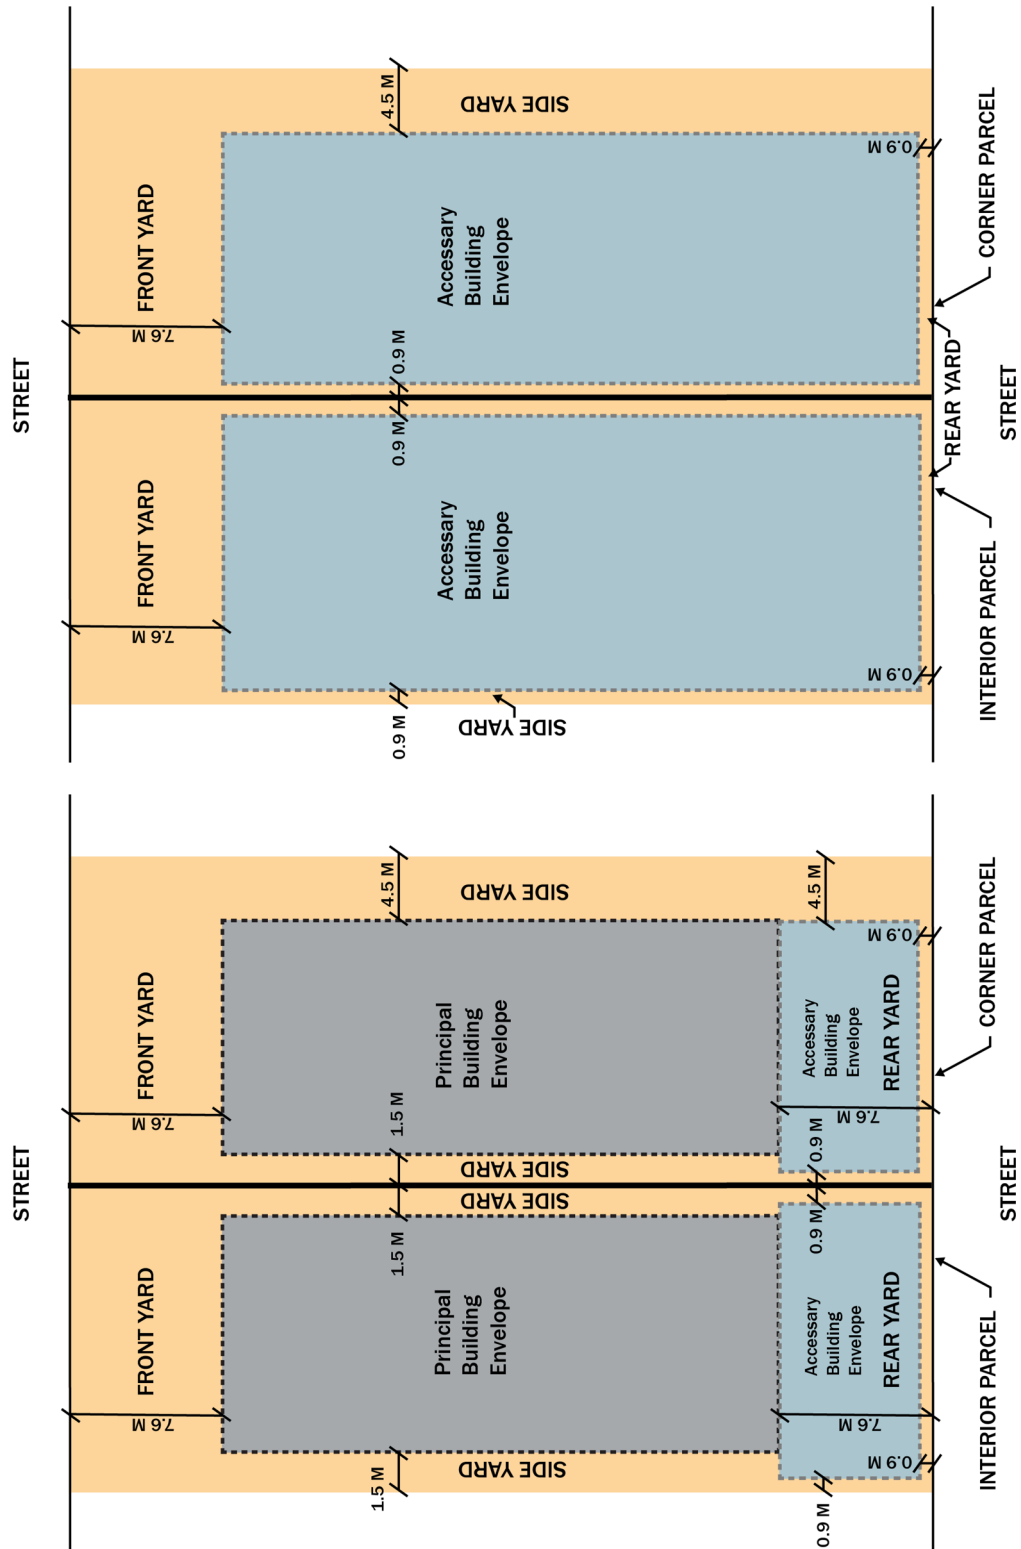 STREET
FRONT YARD
FRONT YARD
7.6 M
7.6 M
1.5 M
1.5 M
1.5 M
4.5 M
SIDE YARD
Principal
Building
Envelope
SIDE YARD
SIDE YARD
Principal
Building
Envelope
SIDE YARD
0.9 M
0.9 M
0.9 M
4.5 M
Accessary
Building
Envelope
Accessary
Building
Envelope
7.6 M
7.6 M
REAR YARD
REAR YARD
0.9 M
0.9 M
INTERIOR PARCEL
STREET
CORNER PARCEL
STREET
FRONT YARD
FRONT YARD
7.6 M
7.6 M
0.9 M
0.9 M
0.9 M
4.5 M
SIDE YARD
Accessary
Building
Envelope
Accessary
Building
Envelope
SIDE YARD
0.9 M
0.9 M
REAR YARD
INTERIOR PARCEL
STREET
CORNER PARCEL